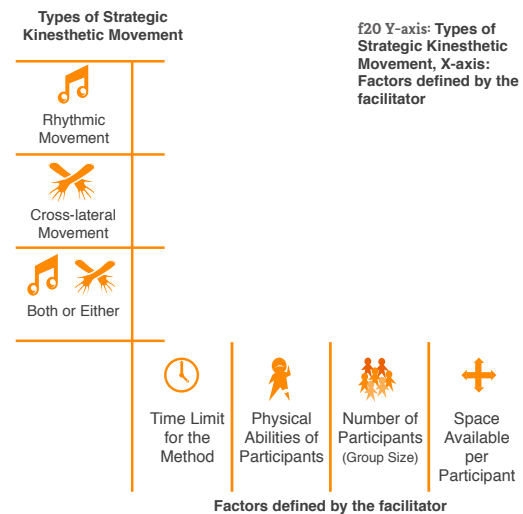 Types of Strategic
Kinesthetic Movement
f20 Y-axis: Types of
Strategic Kinesthetic
Movement, X-axis:
Factors defined by the
facilitator
Rhythmic
Movement
Cross-lateral
Movement
Both or Either
Time Limit
for the
Method
Physical
Abilities of
Participants
Number of
Participants
(Group Size)
Space
Available
per
Participant
Factors defined by the facilitator